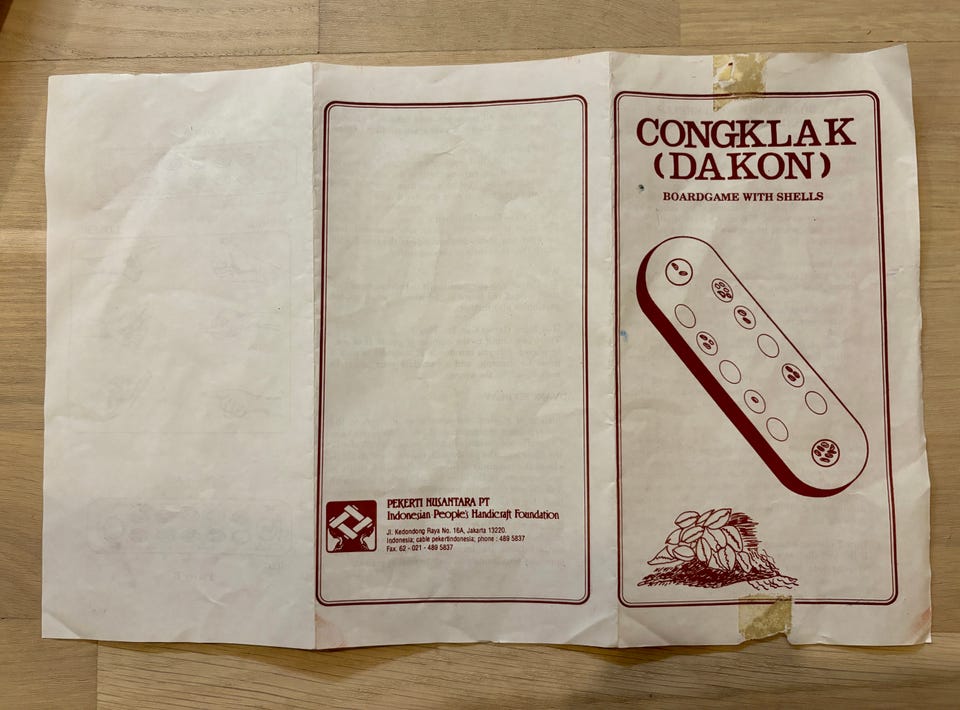 PEKERTI NUSANTARA PT
Indonesian People's Handicraft Foundation
Jl. Kedondong Raya No. 16A, Jakarta 13220.
Indonesia; cable pekertindonesia; phone : 489 5837
Fax. 62 - 021 - 489 5837
CONGKLAK
(DAKON)
BOARDGAME WITH SHELLS